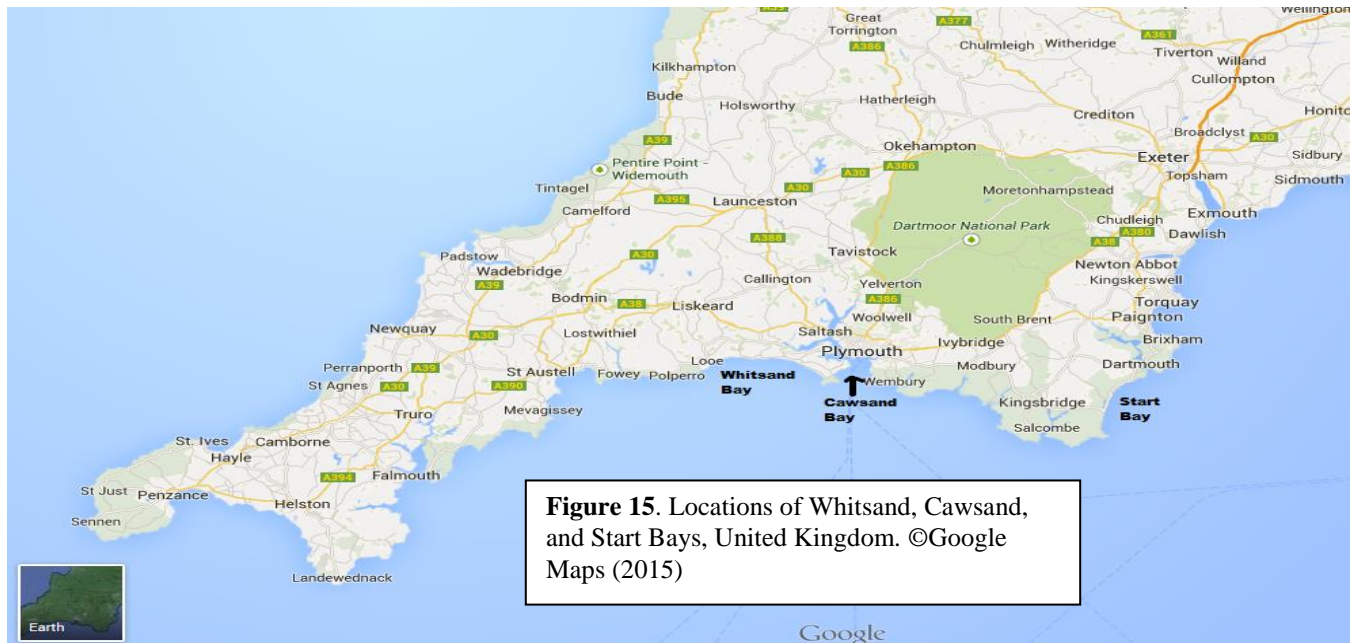 A39
Great
Torrington
A377
A361
Wellington
A386
Chulmleigh
Witheridge
Tiverton
Willand
Cullompton
Kilkhampton
Bude
Holsworthy
Hatherleigh
Crediton
Honito
Broadclyst
A30
A39
Okehampton
A386
Exeter
Sidbury
Pentire Point -
Widemouth
A30
Topsham
Sidmouth
Tintagel
A395
Launceston
Moretonhampstead
Exmouth
Camelford
Chudleigh
A380
Dartmoor National Park
Dawlish
A388
A38
Padstow
A30
Tavistock
Wadebridge
Callington
Newton Abbot
Kingskerswell
A39
Bodmin
Yelverton
A38
Liskeard
A386
Torquay
Woolwell
South Brent
Paignton
Newquay
A30
Lostwithiel
Saltash
Ivybridge
Brixham
Plymouth
Looe
Modbury
Dartmouth
Perranporth
A39
St Austell
Fowey
Polperro
Whitsand
Bay
Wembury
St Agnes
A30
A390
Cawsand
Bay
Kingsbridge
Start
Bay
Truro
Mevagissey
Salcombe
St. Ives
Camborne
Hayle
Falmouth
A394
St Just
Penzance
Helston
Sennen
Figure 15. Locations of Whitsand, Cawsand,
and Start Bays, United Kingdom. ©Google
Maps (2015)
Landewednack
Earth
Google